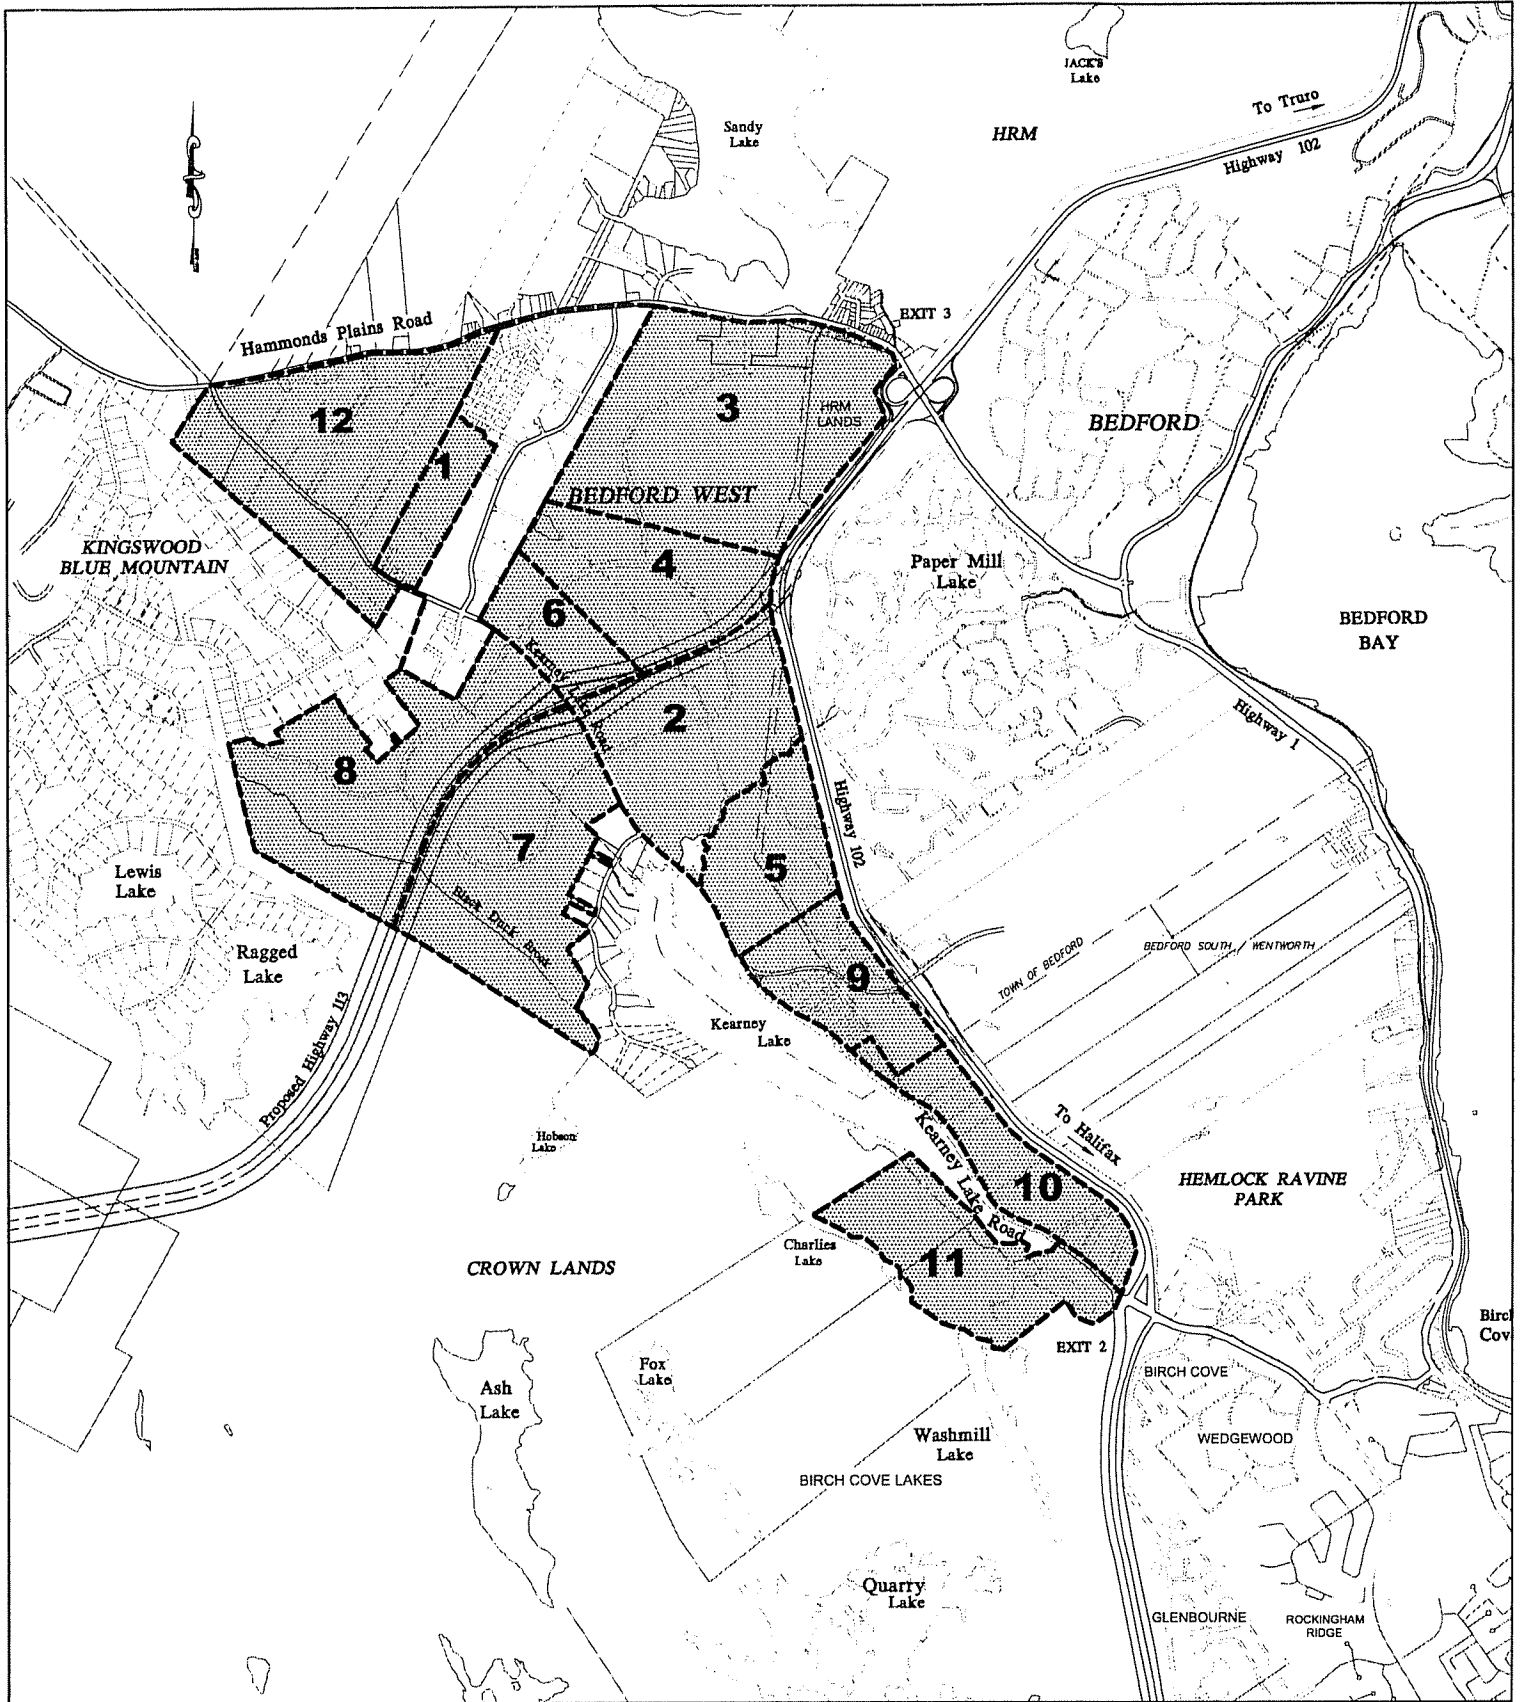 JACK'S
Lake
To Truro
Sandy
Lake
HRM
Highway 102
EXIT 3
Hammonds Plains Road
12
3
HRM
LANDS
BEDFORD
1
BEDFORD WEST
KINGSWOOD
BLUE MOUNTAIN
4
Paper Mill
Lake
6
BEDFORD
BAY
Kearney Lake Road
2
Highway 1
8
Highway 102
7
5
Lewis
Lake
Black Duck Brook
Ragged
Lake
TOWN OF BEDFORD
BEDFORD SOUTH / WENTWORTH
9
Kearney
Lake
Proposed Highway 113
Hobson
Lake
To Halifax
Kearney Lake Road
10
HEMLOCK RAVINE
PARK
Charlies
Lake
11
CROWN LANDS
Birch
Cov
EXIT 2
Fox
Lake
BIRCH COVE
Ash
Lake
Washmill
Lake
WEDGEWOOD
BIRCH COVE LAKES
Quarry
Lake
GLENBOURNE
ROCKINGHAM
RIDGE